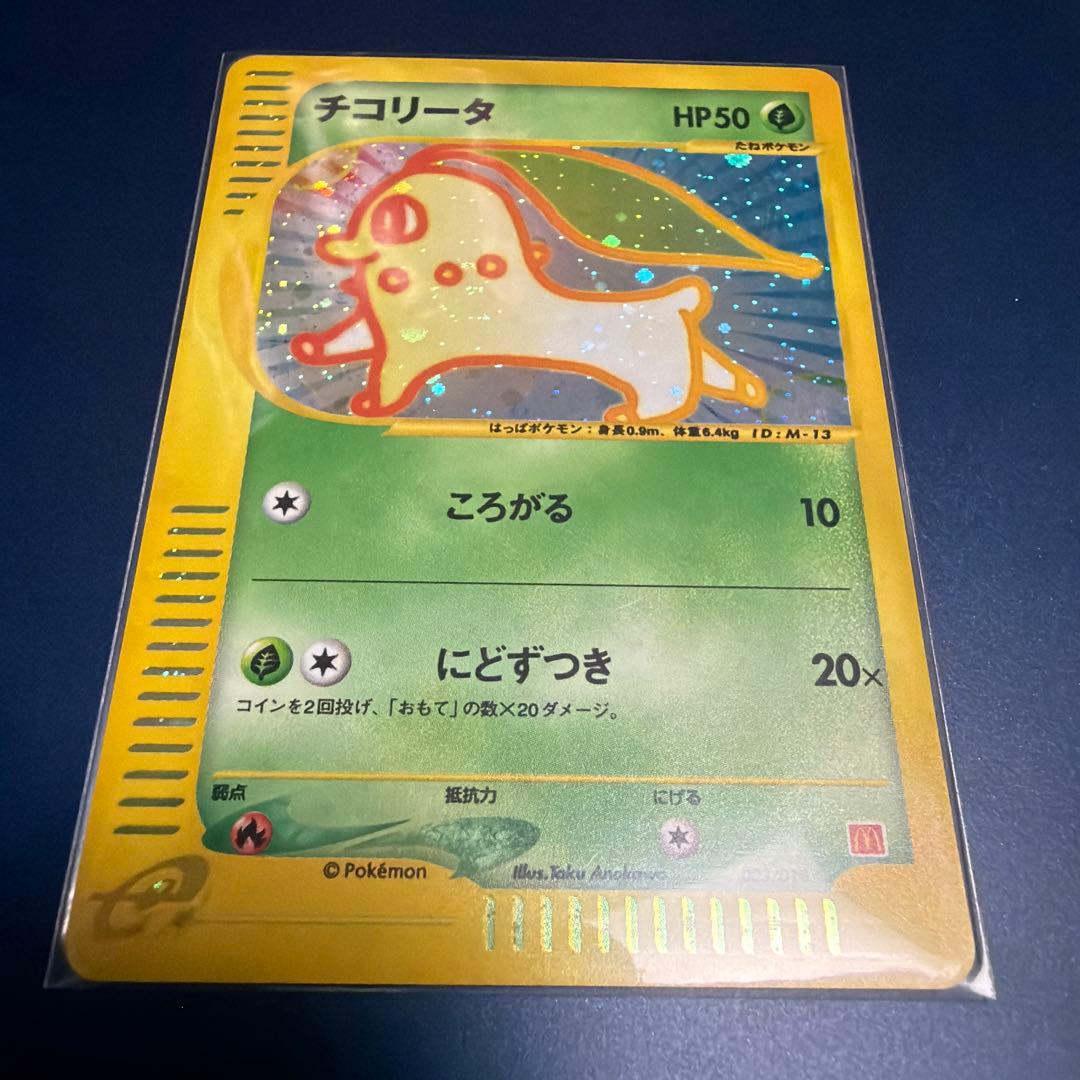 チコリータ
HP50
たねポケモン
はっぱポケモン：身長0.9m、体重6.4kg ID:M-13
ころがる 10
にどずつき 20×
コインを2回投げ、「おもて」の数×20ダメージ。
弱点 抵抗力 にげる
© Pokémon Illus.Taku